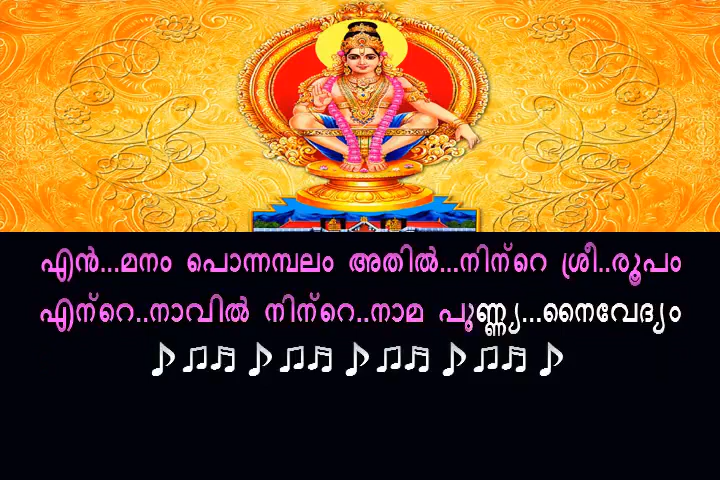 എൻ...മനം പൊന്നമ്പലം അതിൽ...നിന്റെ ശ്രീ..രൂപം
എന്റെ..നാവിൽ നിന്റെ..നാമ പുണ്ണ്യ...നൈവേദ്യം